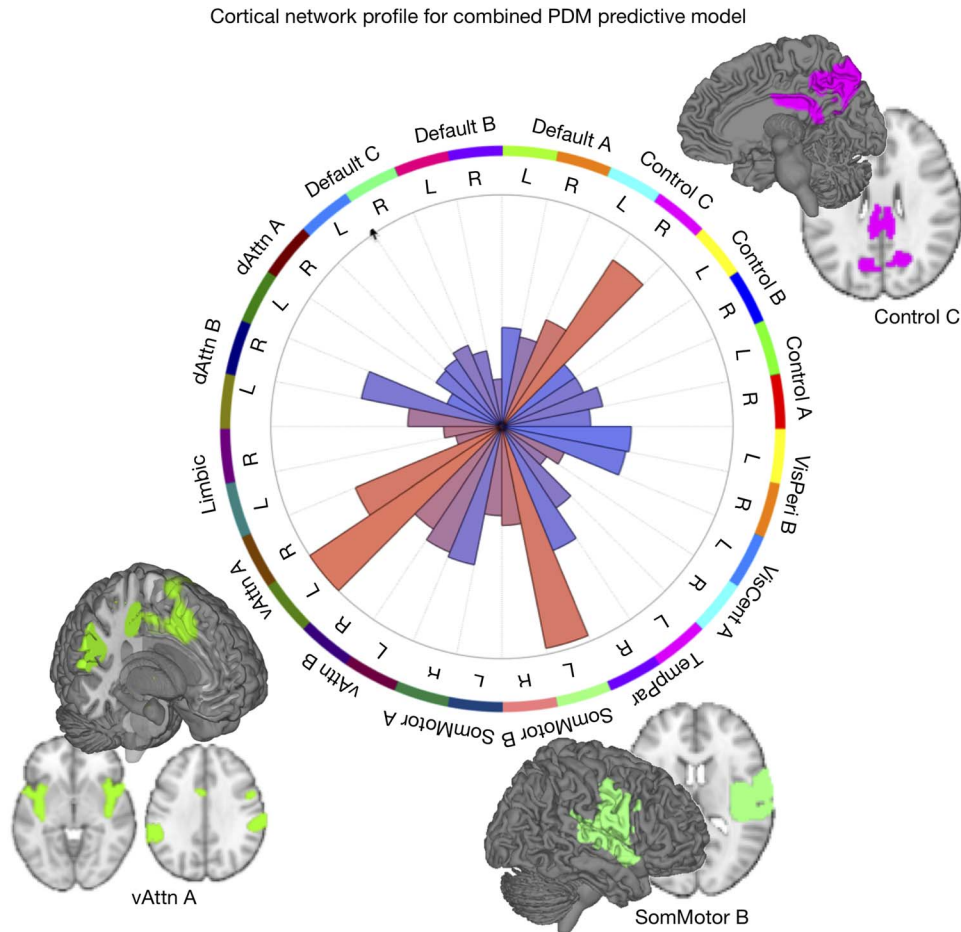 Cortical network profile for combined PDM predictive model
Default B
Default A
Default C
Control C
dAttn A
Control B
dAttn B
Control A
Limbic
VisPeri B
vAttn A
VisCent A
vAttn B
TempPar
SomMotor A
SomMotor B
SomMotor B
L
R
L
R
L
R
L
R
L
R
L
R
L
R
L
R
L
R
L
R
L
R
L
R
L
R
L
R
L
R
Control C
vAttn A
SomMotor B